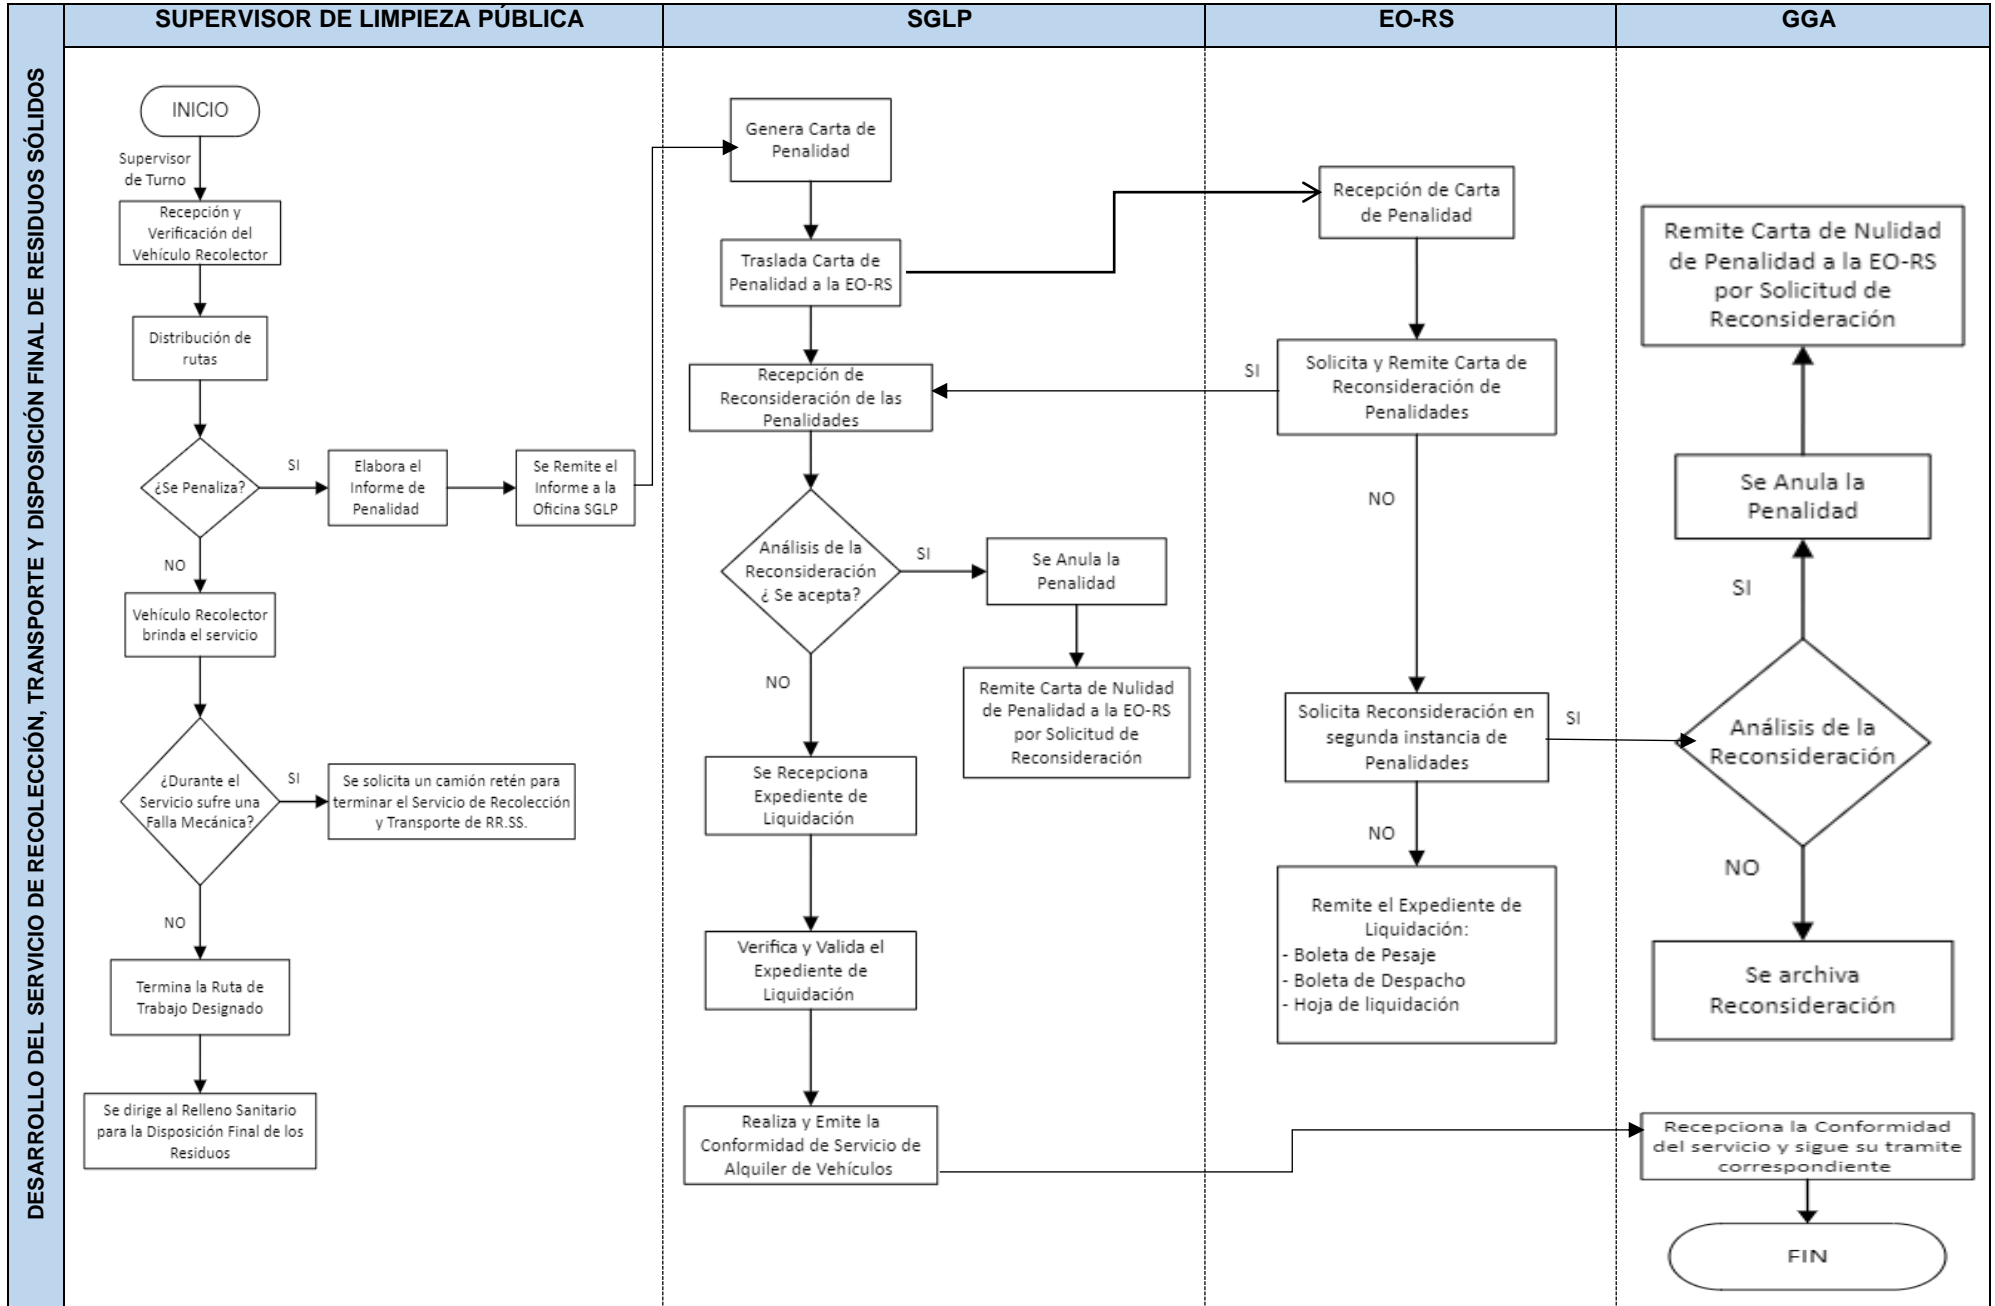 SUPERVISOR DE LIMPIEZA PÚBLICA
SGLP
EO-RS
GGA
DESARROLLO DEL SERVICIO DE RECOLECCIÓN, TRANSPORTE Y DISPOSICIÓN FINAL DE RESIDUOS SÓLIDOS
INICIO
Supervisor
de Turno
Recepción y
Verificación del
Vehículo Recolector
Distribución de
rutas
¿Se Penaliza?
SI
Elabora el
Informe de
Penalidad
Se Remite el
Informe a la
Oficina SGLP
NO
Vehículo Recolector
brinda el servicio
¿Durante el
Servicio sufre una
Falla Mecánica?
SI
Se solicita un camión retén para
terminar el Servicio de Recolección
y Transporte de RR.SS.
NO
Termina la Ruta de
Trabajo Designado
Se dirige al Relleno Sanitario
para la Disposición Final de los
Residuos
Genera Carta de
Penalidad
Traslada Carta de
Penalidad a la EO-RS
Recepción de
Reconsideración de las
Penalidades
Análisis de la
Reconsideración
¿ Se acepta?
SI
Se Anula la
Penalidad
Remite Carta de Nulidad
de Penalidad a la EO-RS
por Solicitud de
Reconsideración
NO
Se Recepciona
Expediente de
Liquidación
Verifica y Valida el
Expediente de
Liquidación
Realiza y Emite la
Conformidad de Servicio de
Alquiler de Vehículos
Recepción de Carta
de Penalidad
SI
Solicita y Remite Carta de
Reconsideración de
Penalidades
NO
Solicita Reconsideración en
segunda instancia de
Penalidades
SI
NO
Remite el Expediente de
Liquidación:
- Boleta de Pesaje
- Boleta de Despacho
- Hoja de liquidación
Remite Carta de Nulidad
de Penalidad a la EO-RS
por Solicitud de
Reconsideración
Se Anula la
Penalidad
SI
Análisis de la
Reconsideración
NO
Se archiva
Reconsideración
Recepciona la Conformidad
del servicio y sigue su tramite
correspondiente
FIN